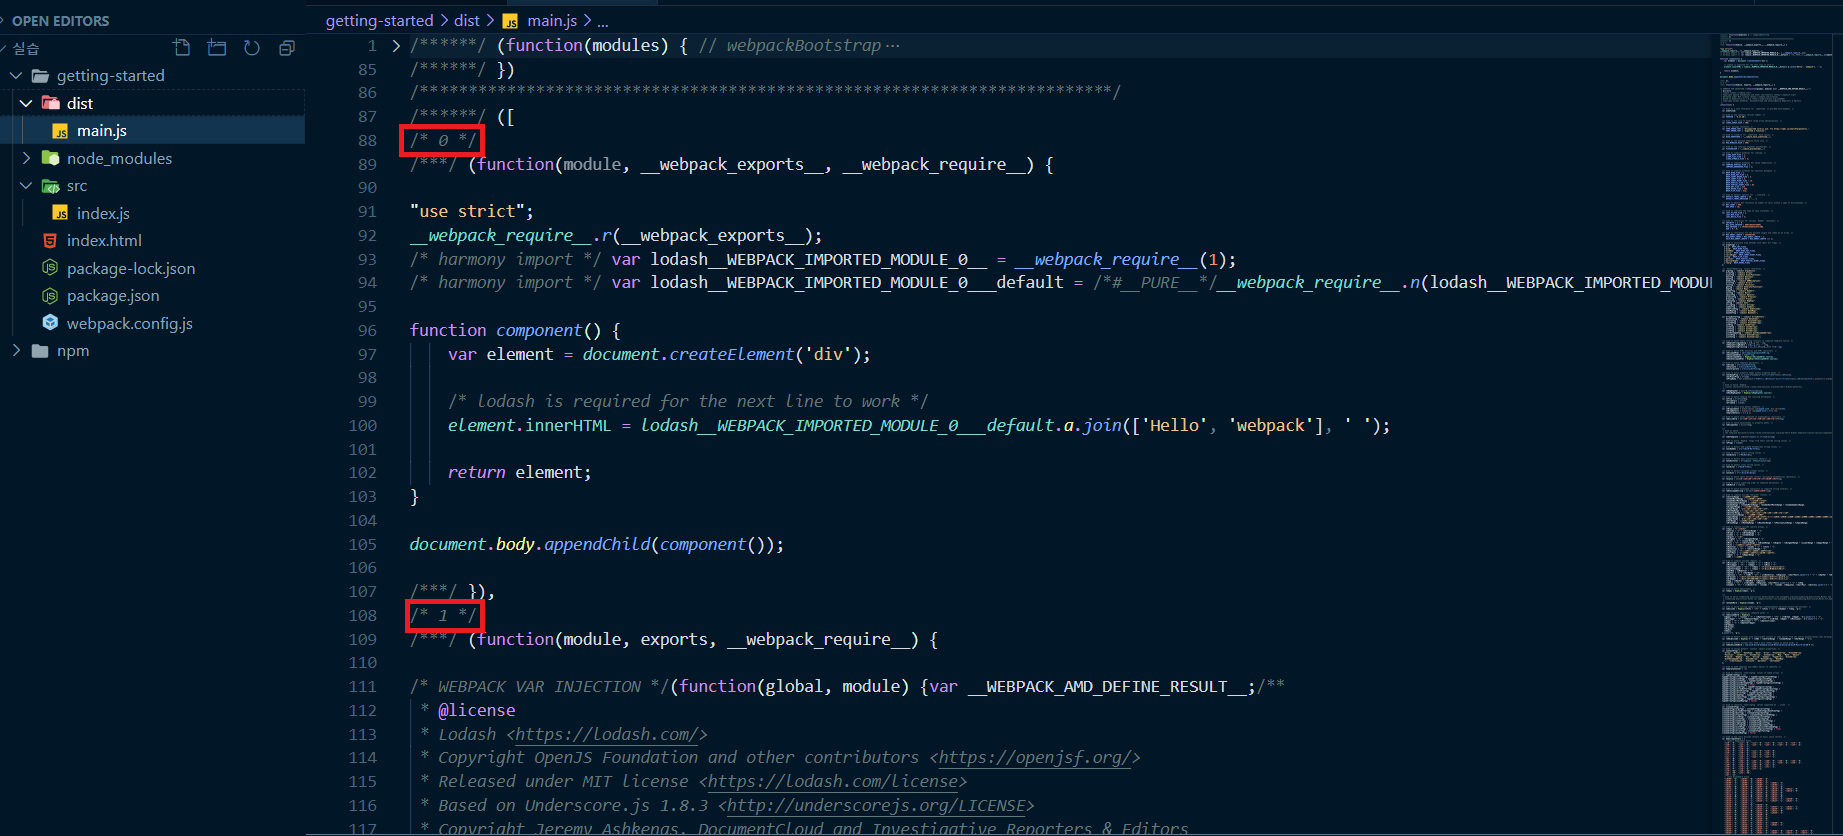 OPEN EDITORS
실습
getting-started
dist
main.js
node_modules
src
index.js
index.html
package-lock.json
package.json
webpack.config.js
npm
getting-started > dist > JS main.js > ...
1 > /******/ (function(modules) { // webpackBootstrap ···
85 /******/ })
86 /************************************************************************/
87 /******/ ([
88 /* 0 */
89 /***/ (function(module, __webpack_exports__, __webpack_require__) {
90
91 "use strict";
92 __webpack_require__.r(__webpack_exports__);
93 /* harmony import */ var lodash__WEBPACK_IMPORTED_MODULE_0__ = __webpack_require__(1);
94 /* harmony import */ var lodash__WEBPACK_IMPORTED_MODULE_0___default = /*#__PURE__*/__webpack_require__.n(lodash__WEBPACK_IMPORTED_MODU
95
96 function component() {
97 var element = document.createElement('div');
98
99 /* lodash is required for the next line to work */
100 element.innerHTML = lodash__WEBPACK_IMPORTED_MODULE_0___default.a.join(['Hello', 'webpack'], ' ');
101
102 return element;
103 }
104
105 document.body.appendChild(component());
106
107 /***/ }),
108 /* 1 */
109 /***/ (function(module, exports, __webpack_require__) {
110
111 /* WEBPACK VAR INJECTION */(function(global, module) {var __WEBPACK_AMD_DEFINE_RESULT__;/**
112 * @license
113 * Lodash <https://lodash.com/>
114 * Copyright OpenJS Foundation and other contributors <https://openjsf.org/>
115 * Released under MIT license <https://lodash.com/license>
116 * Based on Underscore.js 1.8.3 <http://underscorejs.org/LICENSE>
117 * Copyright Jeremy Ashkenas, DocumentCloud and Investigative Reporters & Editors